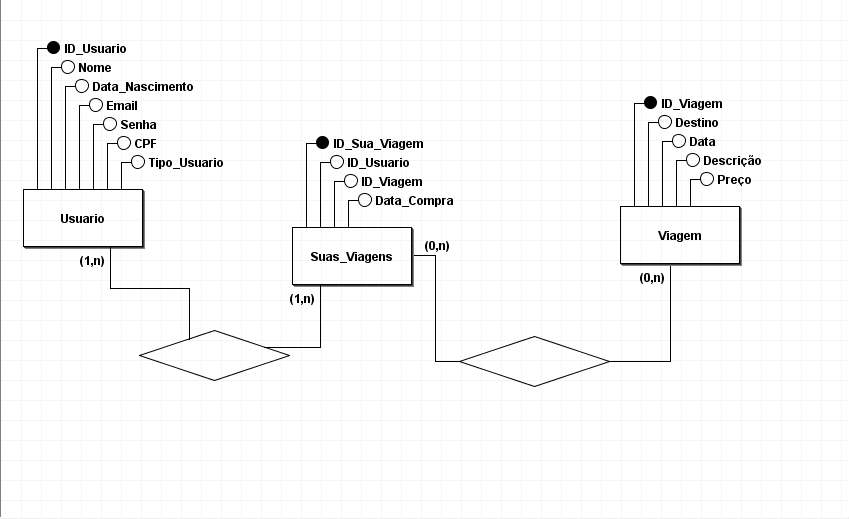 ID_Usuario
Nome
Data_Nascimento
Email
Senha
CPF
Tipo_Usuario
Usuario
(1,n)
ID_Sua_Viagem
ID_Usuario
ID_Viagem
Data_Compra
Suas_Viagens
(0,n)
(1,n)
ID_Viagem
Destino
Data
Descrição
Preço
Viagem
(0,n)